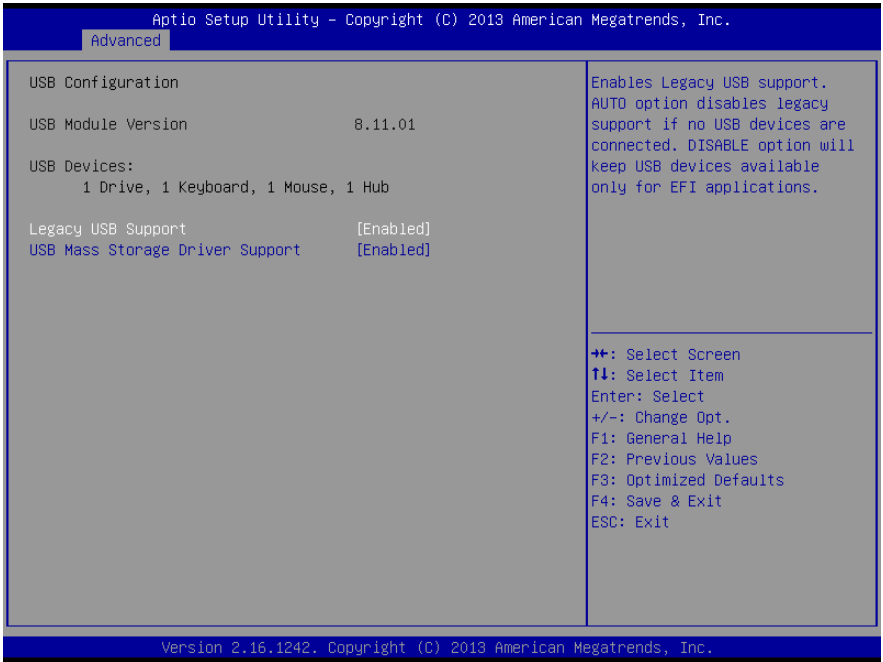 Aptio Setup Utility – Copyright (C) 2013 American Megatrends, Inc.
Advanced
USB Configuration
USB Module Version 8.11.01
USB Devices:
1 Drive, 1 Keyboard, 1 Mouse, 1 Hub
Legacy USB Support [Enabled]
USB Mass Storage Driver Support [Enabled]
Enables Legacy USB support.
AUTO option disables legacy
support if no USB devices are
connected. DISABLE option will
keep USB devices available
only for EFI applications.
→←: Select Screen
↑↓: Select Item
Enter: Select
+/-: Change Opt.
F1: General Help
F2: Previous Values
F3: Optimized Defaults
F4: Save & Exit
ESC: Exit
Version 2.16.1242. Copyright (C) 2013 American Megatrends, Inc.